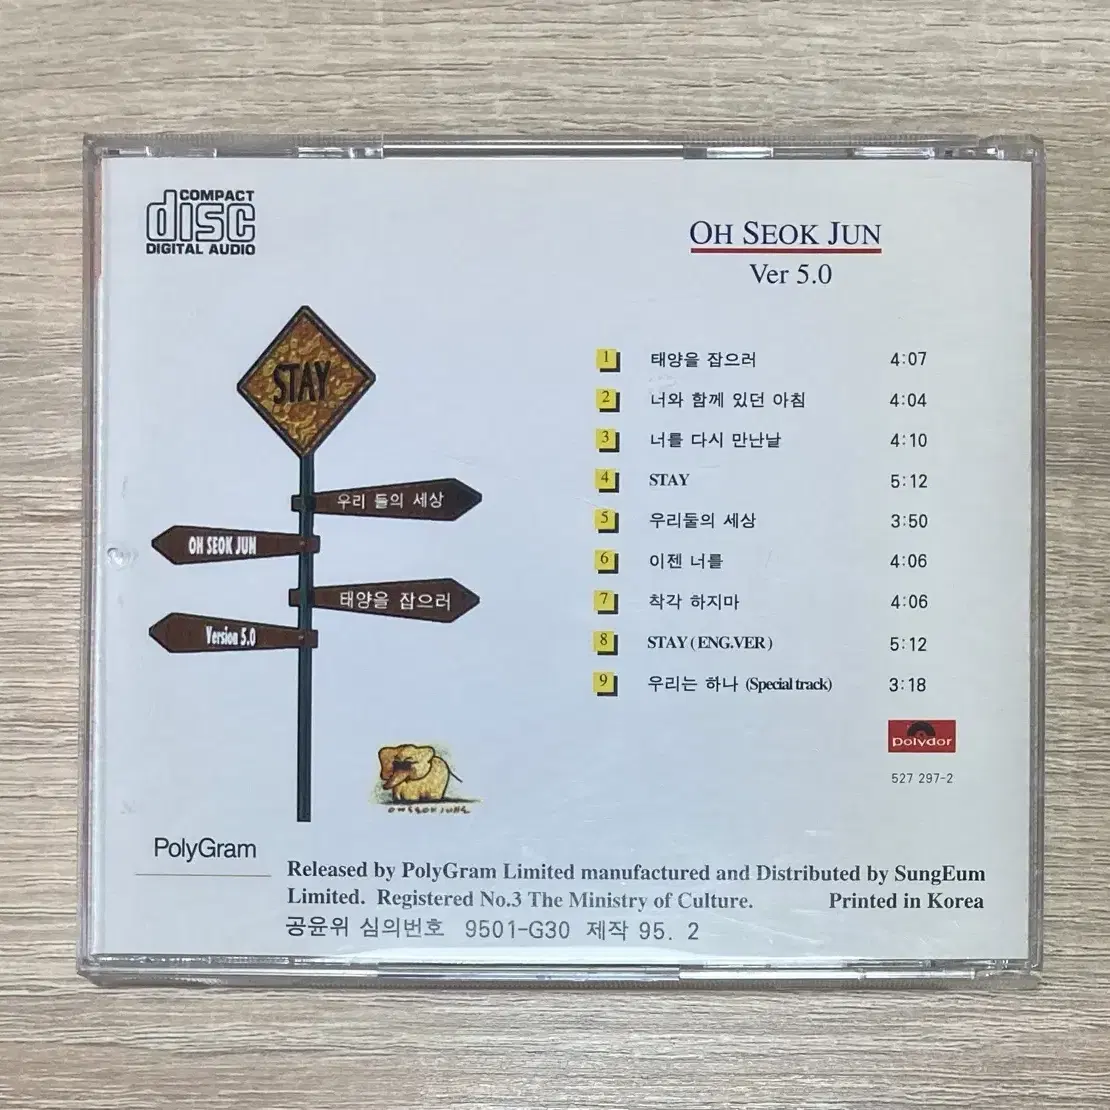 COMPACT
disc
DIGITAL AUDIO
OH SEOK JUN
Ver 5.0
STAY
우리 둘의 세상
OH SEOK JUN
태양을 잡으러
Version 5.0
1 태양을 잡으러 4:07
2 너와 함께 있던 아침 4:04
3 너를 다시 만난날 4:10
4 STAY 5:12
5 우리둘의 세상 3:50
6 이젠 너를 4:06
7 착각 하지마 4:06
8 STAY ( ENG.VER ) 5:12
9 우리는 하나 (Special track) 3:18
polydor
527 297-2
PolyGram
Released by PolyGram Limited manufactured and Distributed by SungEum
Limited. Registered No.3 The Ministry of Culture. Printed in Korea
공윤위 심의번호 9501-G30 제작 95. 2